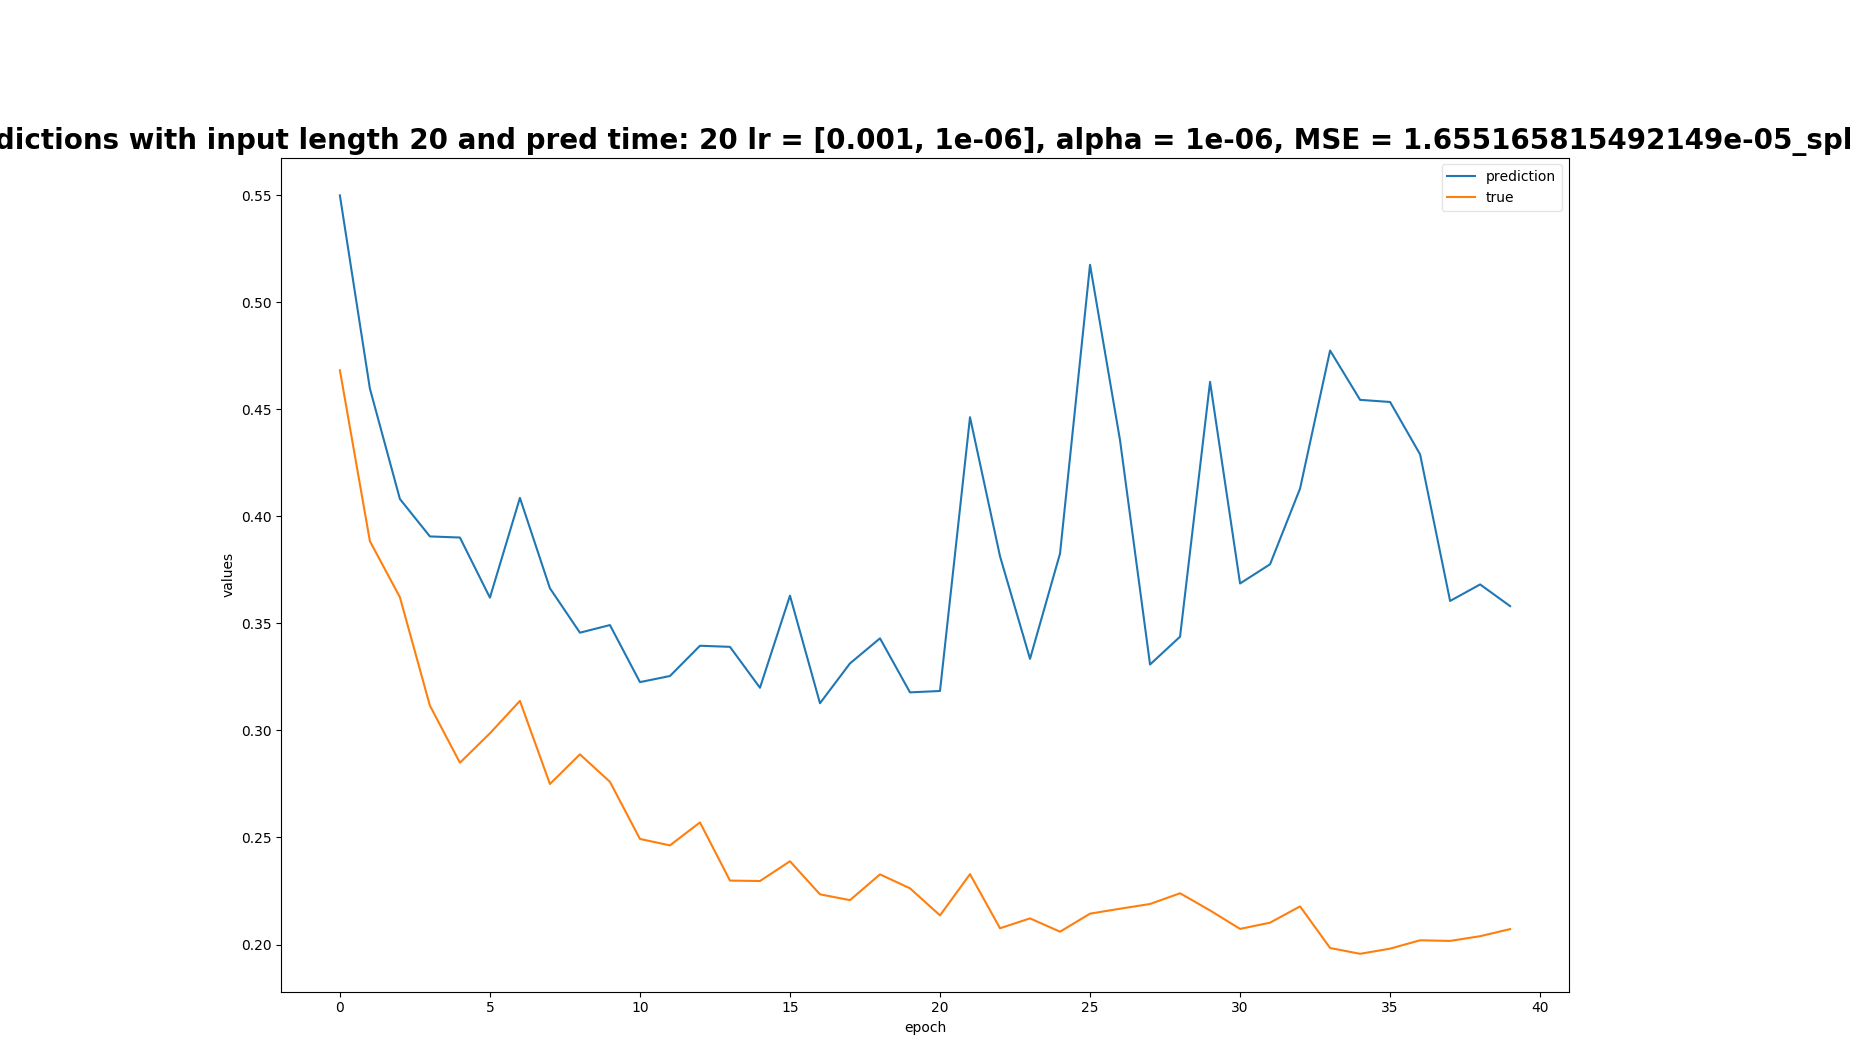 dictions with input length 20 and pred time: 20 lr = [0.001, 1e-06], alpha = 1e-06, MSE = 1.655165815492149e-05_spl
prediction
true
0.55
0.50
0.45
0.40
0.35
0.30
0.25
0.20
values
0 5 10 15 20 25 30 35 40
epoch